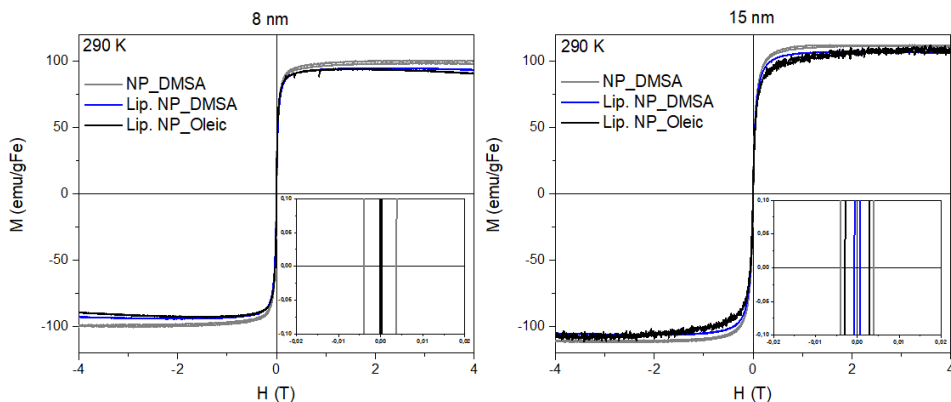 8 nm
290 K
NP_DMSA
Lip. NP_DMSA
Lip. NP_Oleic
M (emu/gFe)
100
50
0
-50
-100
-4
-2
0
2
4
H (T)
0,10
0,05
0,00
-0,05
-0,10
-0,02
-0,01
0,00
0,01
0,02
15 nm
290 K
NP_DMSA
Lip. NP_DMSA
Lip. NP_Oleic
M (emu/gFe)
100
50
0
-50
-100
-4
-2
0
2
4
H (T)
0,10
0,05
0,00
-0,05
-0,10
-0,02
-0,01
0,00
0,01
0,02